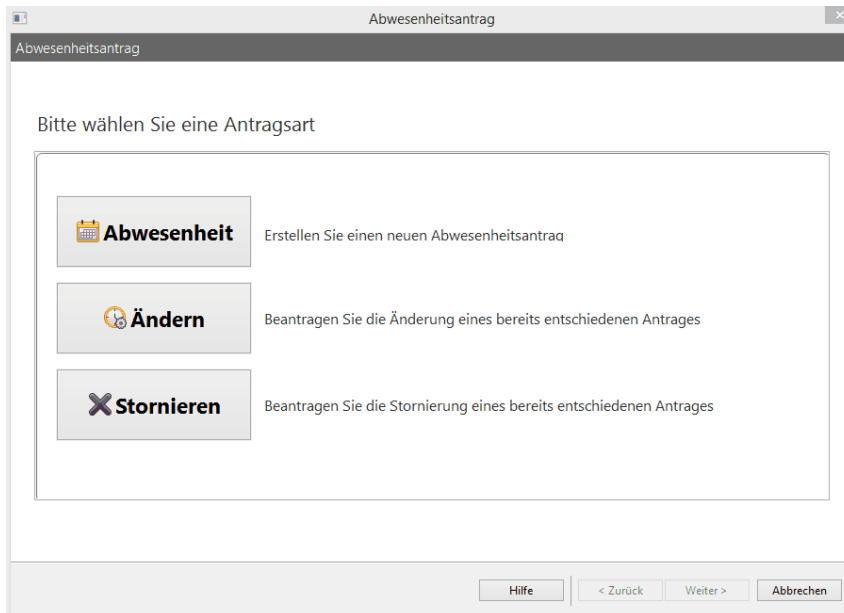 Abwesenheitsantrag
Abwesenheitsantrag
Bitte wählen Sie eine Antragsart
Abwesenheit
Erstellen Sie einen neuen Abwesenheitsantrag
Ändern
Beantragen Sie die Änderung eines bereits entschiedenen Antrages
Stornieren
Beantragen Sie die Stornierung eines bereits entschiedenen Antrages
Hilfe
< Zurück
Weiter >
Abbrechen